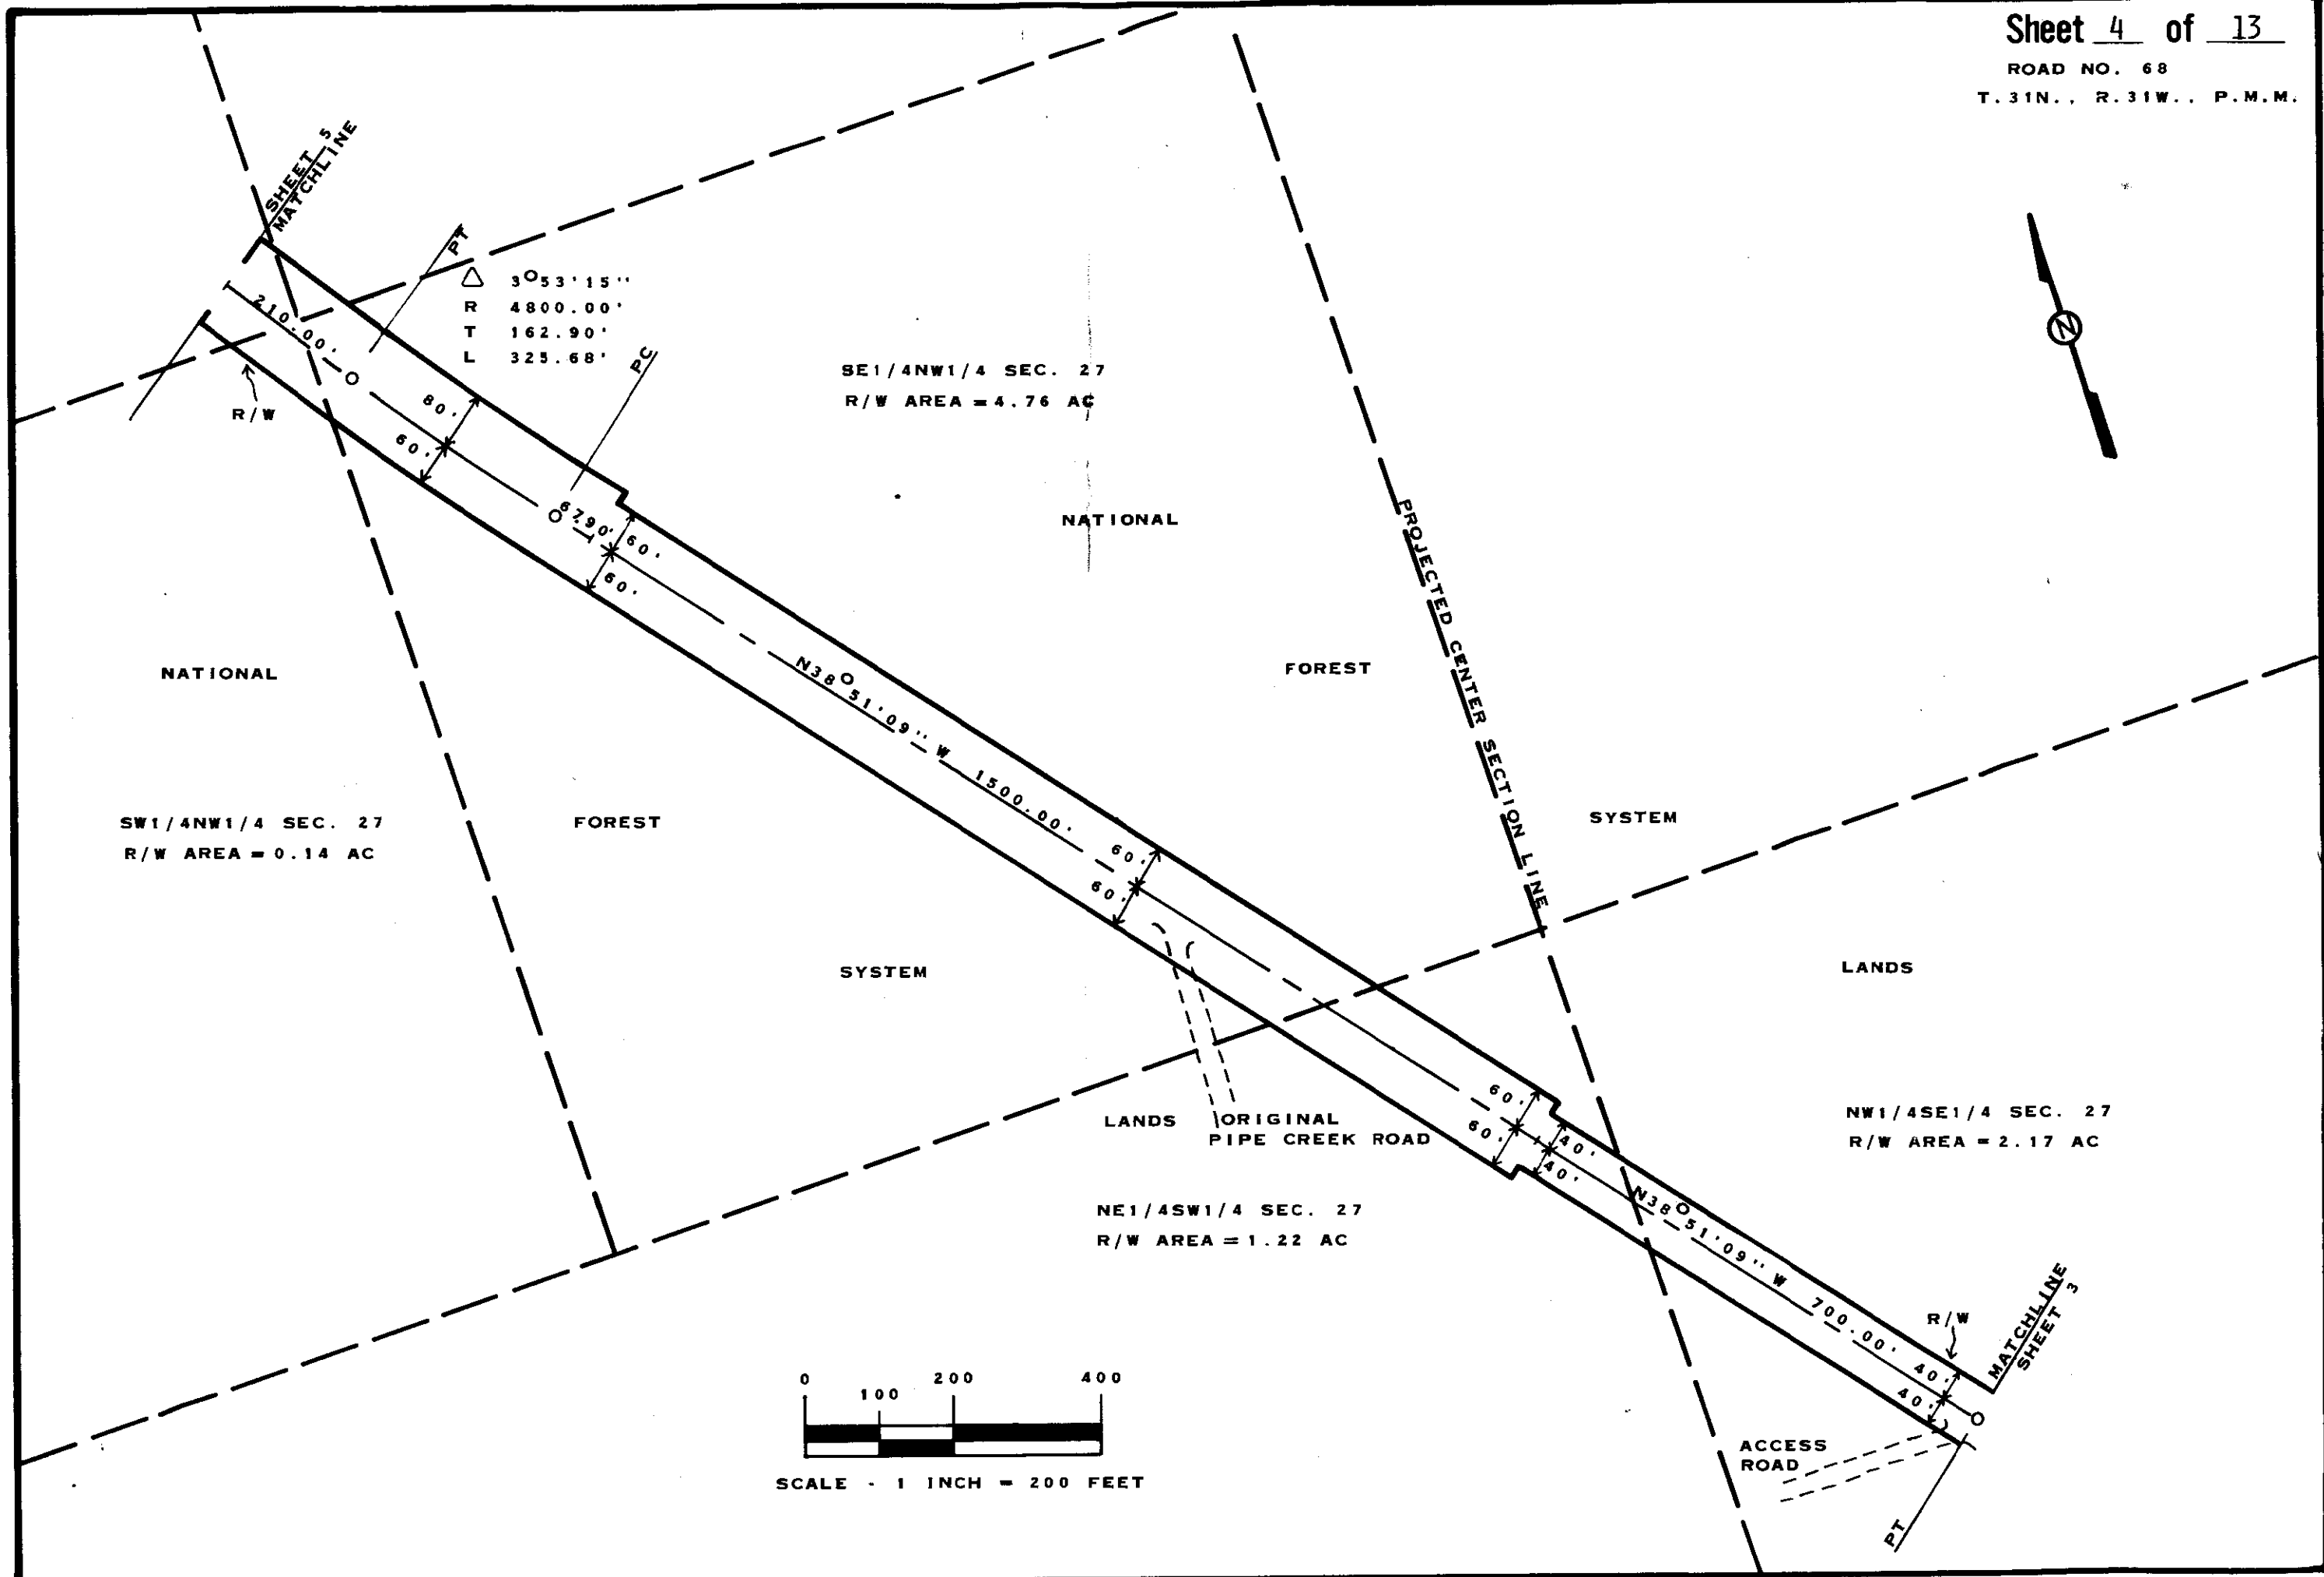 Sheet 4 of 13
ROAD NO. 68
T.31N., R.31W., P.M.M.
SHEET 5
MATCHLINE
PT
△ 3°53'15"
R 4800.00'
T 162.90'
L 325.68'
PC
210.00'
R/W
80'
60'
67.90'
60'
60'
SE1/4NW1/4 SEC. 27
R/W AREA = 4.76 AC
NATIONAL
PROJECTED CENTER SECTION LINE
N
NATIONAL
FOREST
N38°51'09" W 1500.00'
SW1/4NW1/4 SEC. 27
R/W AREA = 0.14 AC
FOREST
SYSTEM
60'
60'
SYSTEM
LANDS
LANDS
ORIGINAL
PIPE CREEK ROAD
60'
60'
40'
40'
NW1/4SE1/4 SEC. 27
R/W AREA = 2.17 AC
NE1/4SW1/4 SEC. 27
R/W AREA = 1.22 AC
N38°51'09" W 700.00'
R/W
40'
40'
MATCHLINE
SHEET 3
0 100 200 400
SCALE - 1 INCH = 200 FEET
ACCESS
ROAD
PT